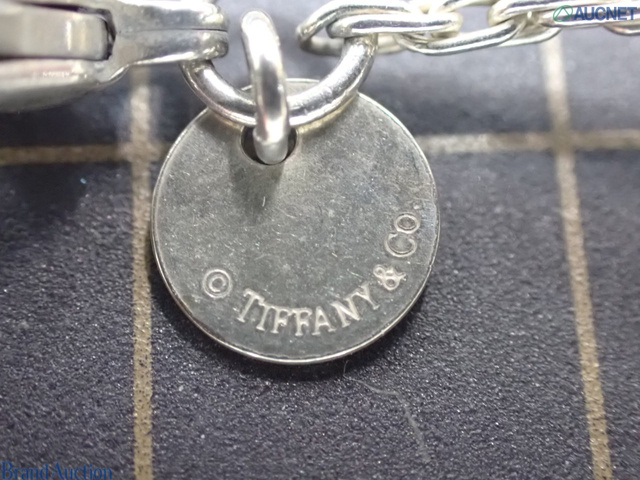 AUCNET
© TIFFANY & CO.
Brand Auction